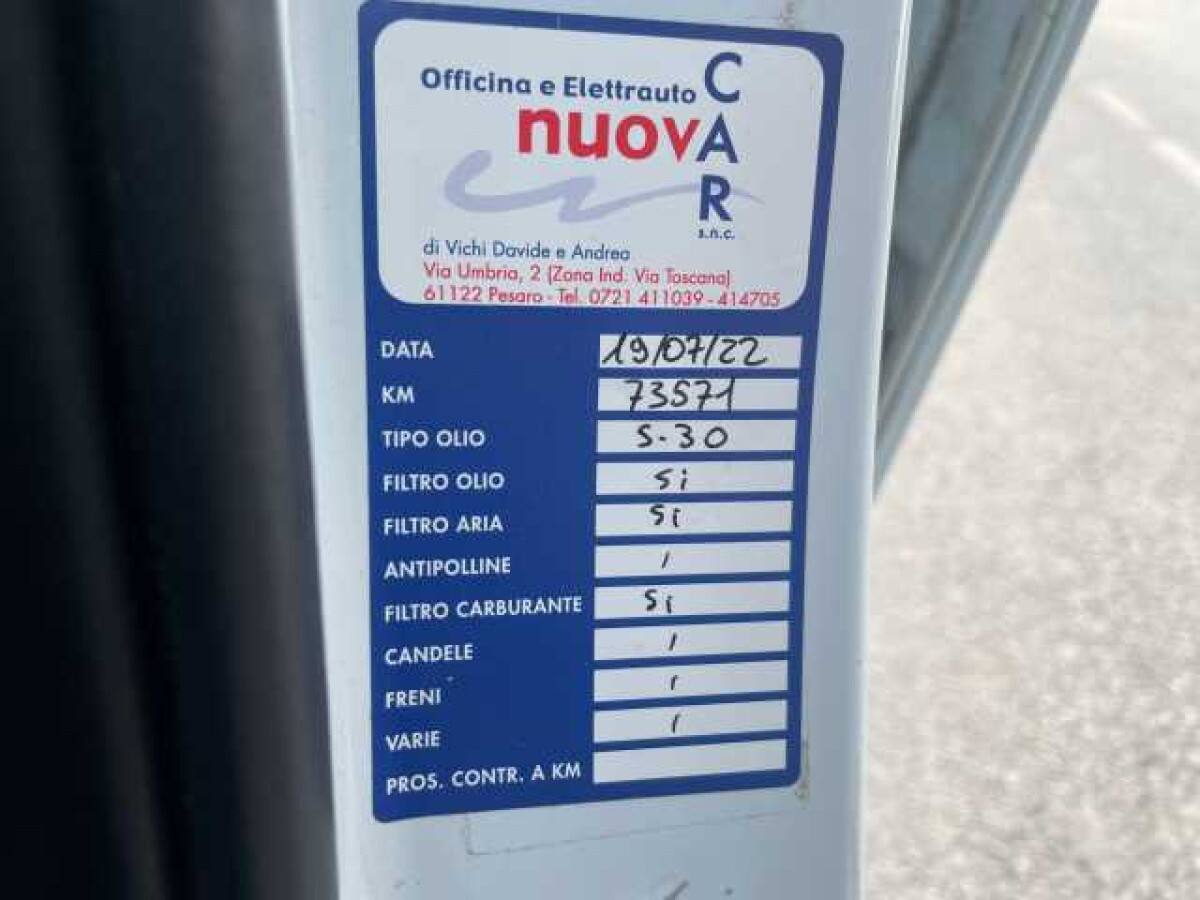 Officina e Elettrauto
nuovA
CAR
s.n.c.
di Vichi Davide e Andrea
Via Umbria, 2 (Zona Ind. Via Toscana)
61122 Pesaro - Tel. 0721 411039 - 414705
DATA 19/07/22
KM 73571
TIPO OLIO 5-30
FILTRO OLIO Si
FILTRO ARIA Si
ANTIPOLLINE /
FILTRO CARBURANTE Si
CANDELE /
FRENI /
VARIE /
PROS. CONTR. A KM